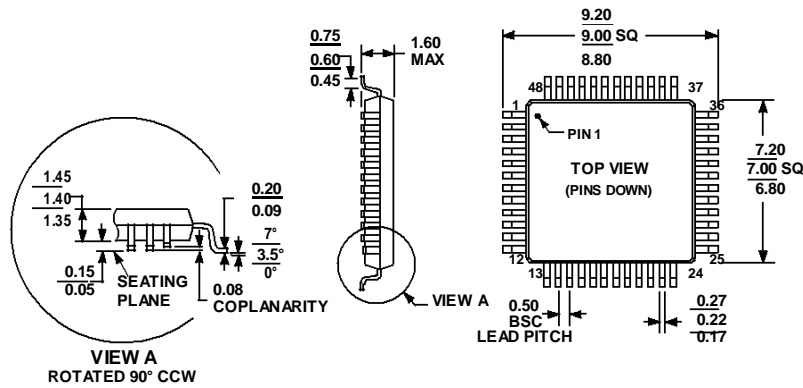 0.75
0.60
0.45
1.60
MAX
9.20
9.00 SQ
8.80
48
37
1
36
PIN 1
TOP VIEW
(PINS DOWN)
7.20
7.00 SQ
6.80
12
25
13
24
1.45
1.40
1.35
0.20
0.09
7°
3.5°
0°
0.15
0.05
SEATING
PLANE
0.08
COPLANARITY
VIEW A
ROTATED 90° CCW
VIEW A
0.50
BSC
LEAD PITCH
0.27
0.22
0.17